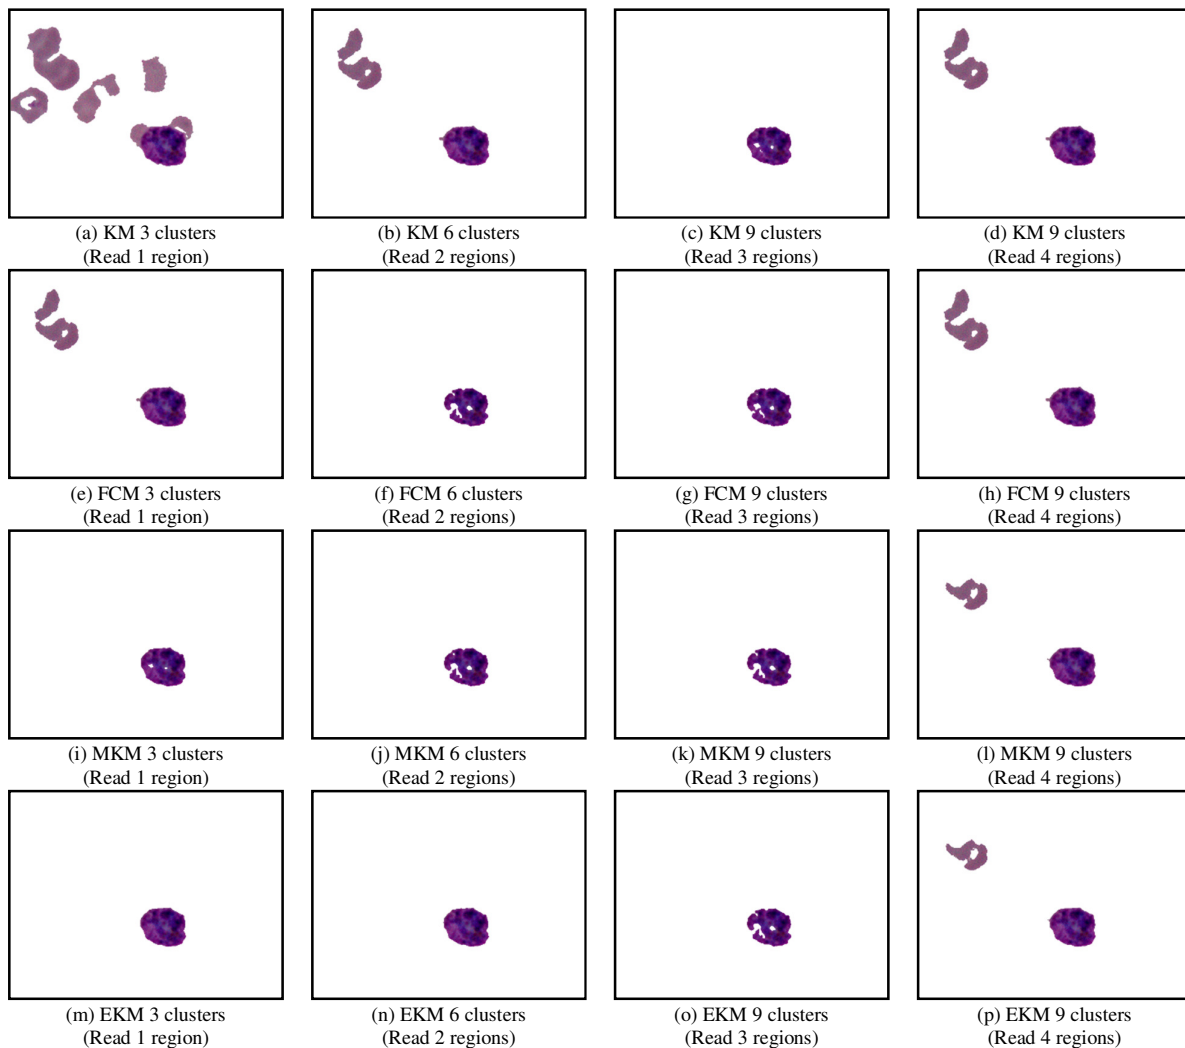 (a) KM 3 clusters
(Read 1 region)
(b) KM 6 clusters
(Read 2 regions)
(c) KM 9 clusters
(Read 3 regions)
(d) KM 9 clusters
(Read 4 regions)
(e) FCM 3 clusters
(Read 1 region)
(f) FCM 6 clusters
(Read 2 regions)
(g) FCM 9 clusters
(Read 3 regions)
(h) FCM 9 clusters
(Read 4 regions)
(i) MKM 3 clusters
(Read 1 region)
(j) MKM 6 clusters
(Read 2 regions)
(k) MKM 9 clusters
(Read 3 regions)
(l) MKM 9 clusters
(Read 4 regions)
(m) EKM 3 clusters
(Read 1 region)
(n) EKM 6 clusters
(Read 2 regions)
(o) EKM 9 clusters
(Read 3 regions)
(p) EKM 9 clusters
(Read 4 regions)